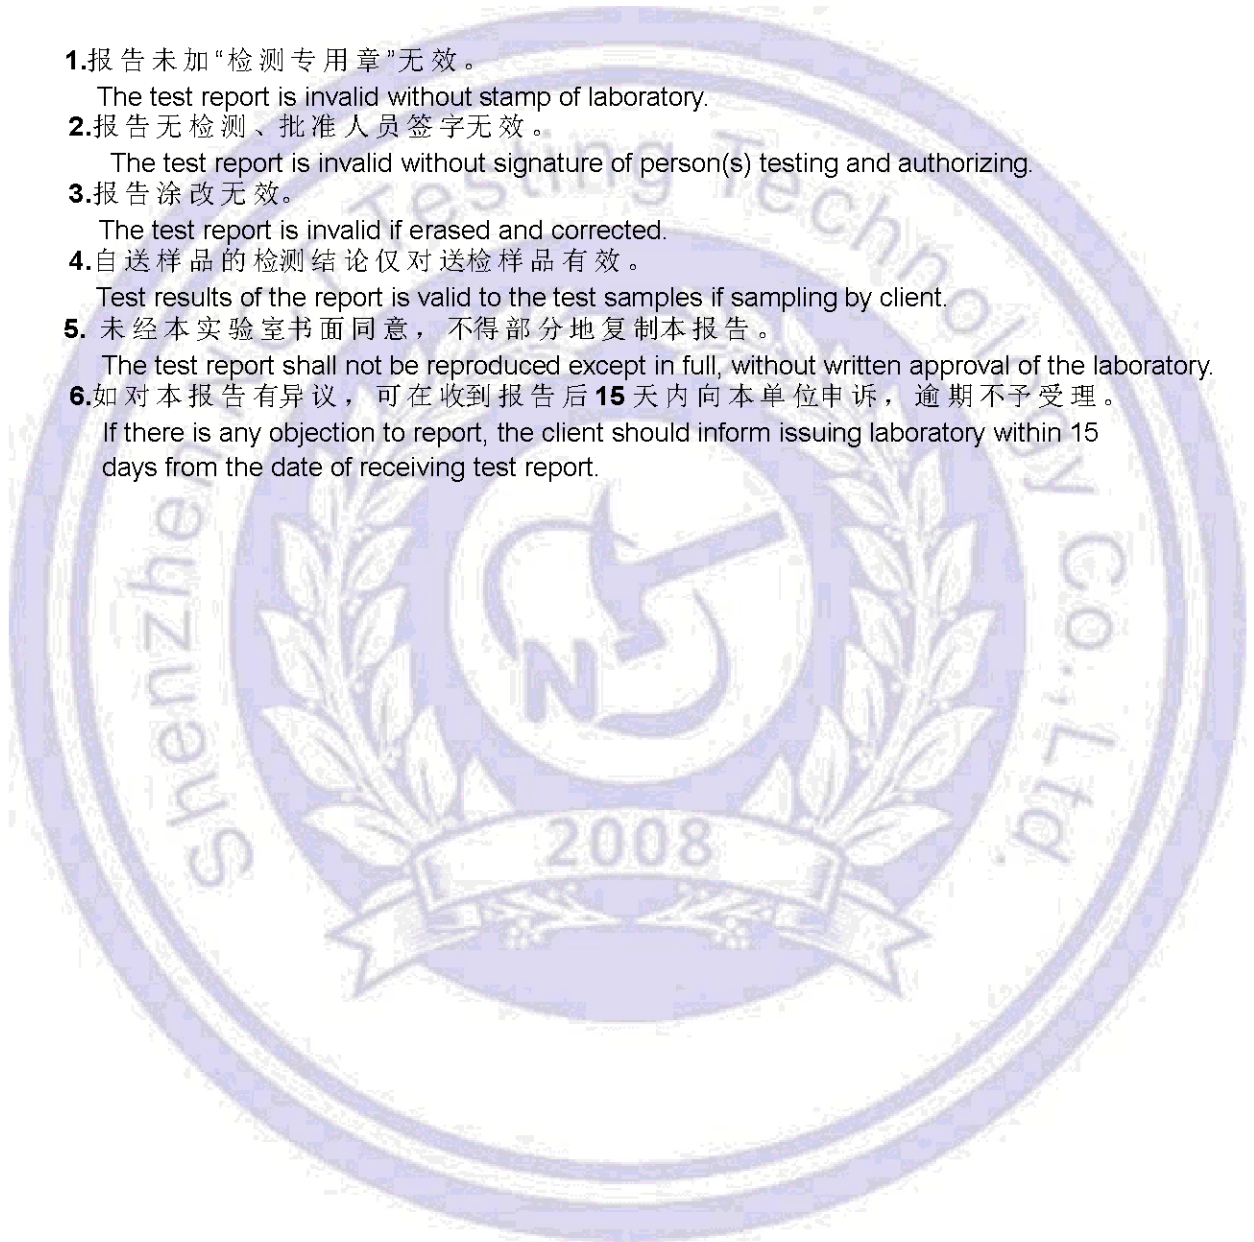 1.报告未加“检测专用章”无效。
The test report is invalid without stamp of laboratory.
2.报告无检测、批准人员签字无效。
The test report is invalid without signature of person(s) testing and authorizing.
3.报告涂改无效。
The test report is invalid if erased and corrected.
4.自送样品的检测结论仅对送检样品有效。
Test results of the report is valid to the test samples if sampling by client.
5. 未经本实验室书面同意，不得部分地复制本报告。
The test report shall not be reproduced except in full, without written approval of the laboratory.
6.如对本报告有异议，可在收到报告后15天内向本单位申诉，逾期不予受理。
If there is any objection to report, the client should inform issuing laboratory within 15
days from the date of receiving test report.
Shenzhen Testing Technology Co., Ltd.
N
2008